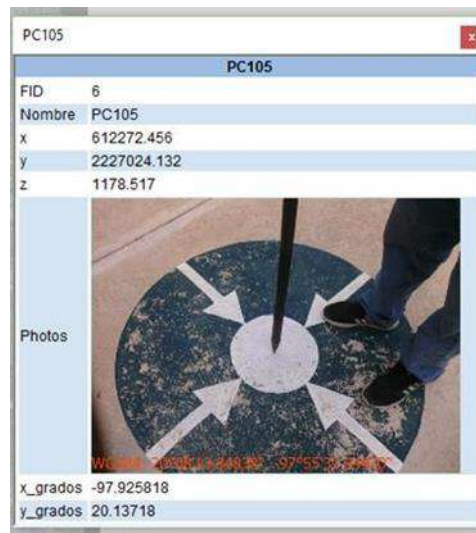 PC105
x
PC105
FID 6
Nombre PC105
x 612272.456
y 2227024.132
z 1178.517
Photos
x_grados -97.925818
y_grados 20.13718